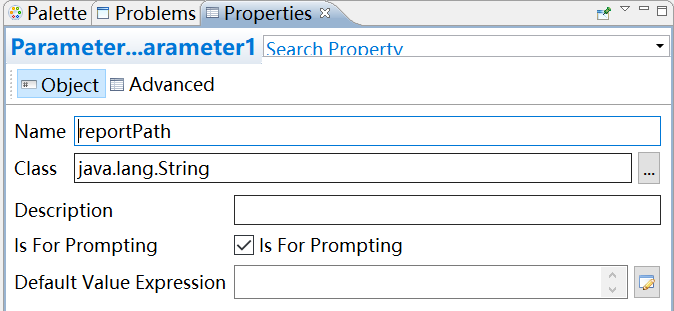 Palette Problems Properties
Parameter...arameter1 Search Property
Object Advanced
Name reportPath
Class java.lang.String ...
Description
Is For Prompting Is For Prompting
Default Value Expression